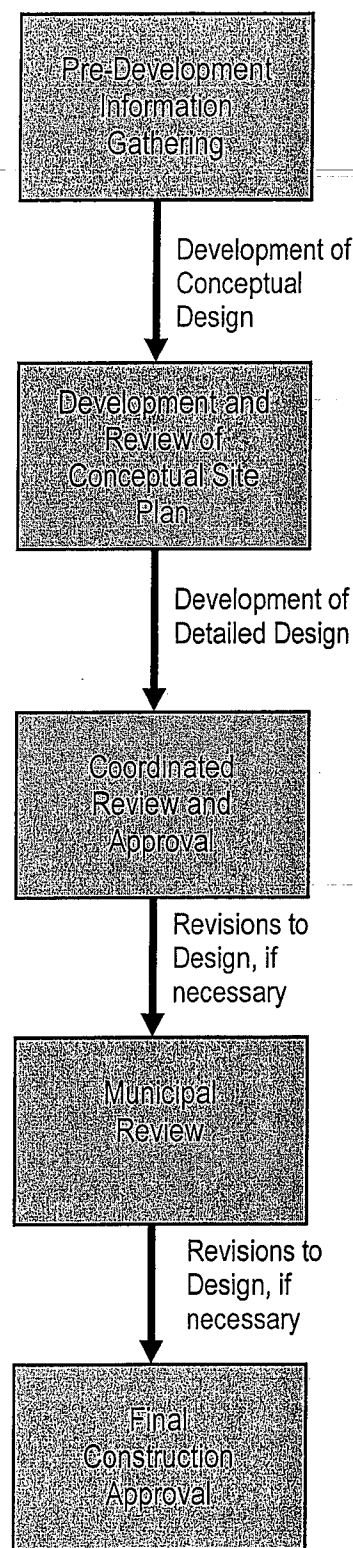 Pre-Development
Information
Gathering
Development of
Conceptual
Design
Development and
Review of
Conceptual Site
Plan
Development of
Detailed Design
Coordinated
Review and
Approval
Revisions to
Design, if
necessary
Municipal
Review
Revisions to
Design, if
necessary
Final
Construction
Approval